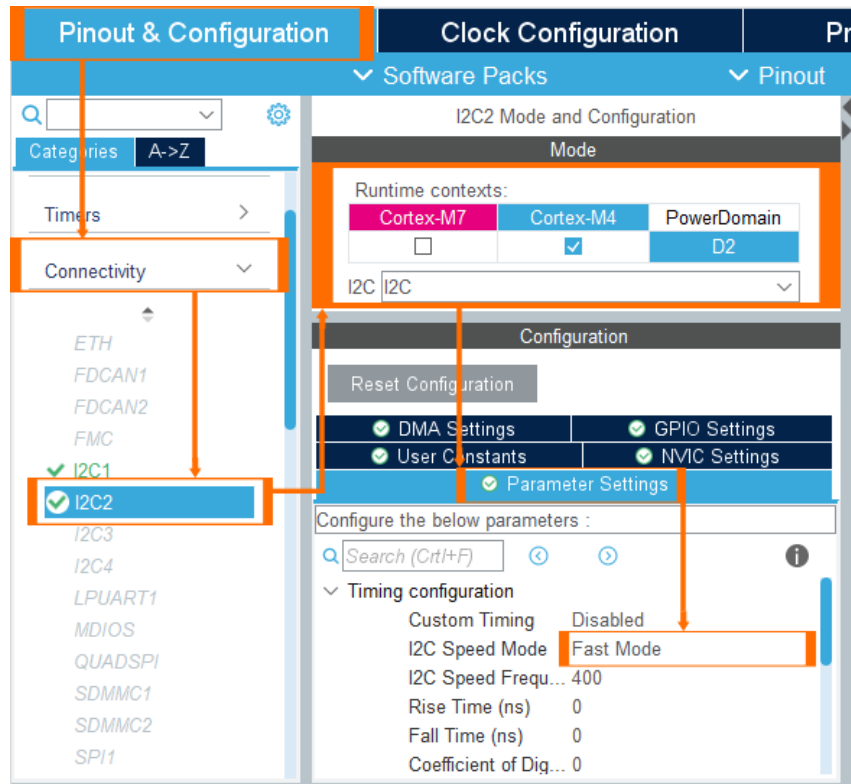 Pinout & Configuration
Clock Configuration
Pr
Software Packs
Pinout
Categories
A->Z
Timers
Connectivity
ETH
FDCAN1
FDCAN2
FMC
I2C1
I2C2
I2C3
I2C4
LPUART1
MDIOS
QUADSPI
SDMMC1
SDMMC2
SPI1
I2C2 Mode and Configuration
Mode
Runtime contexts:
Cortex-M7 Cortex-M4 PowerDomain
D2
I2C I2C
Configuration
Reset Configuration
DMA Settings
GPIO Settings
User Constants
NVIC Settings
Parameter Settings
Configure the below parameters :
Search (Crtl+F)
Timing configuration
Custom Timing Disabled
I2C Speed Mode Fast Mode
I2C Speed Frequ... 400
Rise Time (ns) 0
Fall Time (ns) 0
Coefficient of Dig... 0